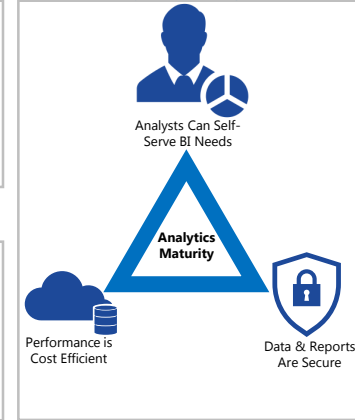 Analysts Can Self-
Serve BI Needs
Analytics
Maturity
Performance is
Cost Efficient
Data & Reports
Are Secure